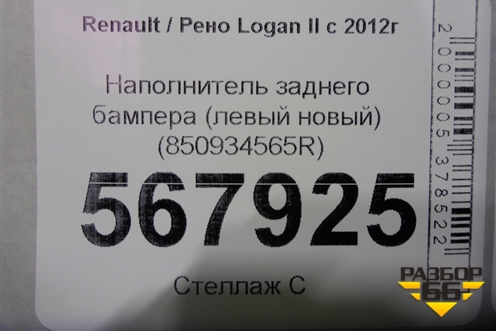 Renault / Рено Logan II с 2012г
Наполнитель заднего
бампера (левый новый)
(850934565R)
567925
Стеллаж С
2000005378522
РАЗБОР
66